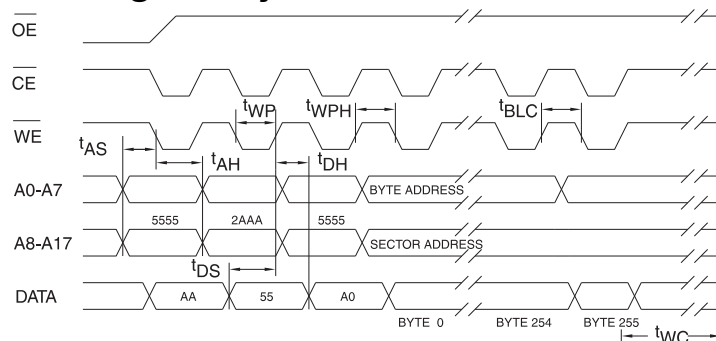 OE
CE
tWP tWPH tBLC
WE
tAS
tAH tDH
A0-A7 BYTE ADDRESS
5555 2AAA 5555
A8-A17 SECTOR ADDRESS
tDS
DATA AA 55 A0
BYTE 0 BYTE 254 BYTE 255
tWC